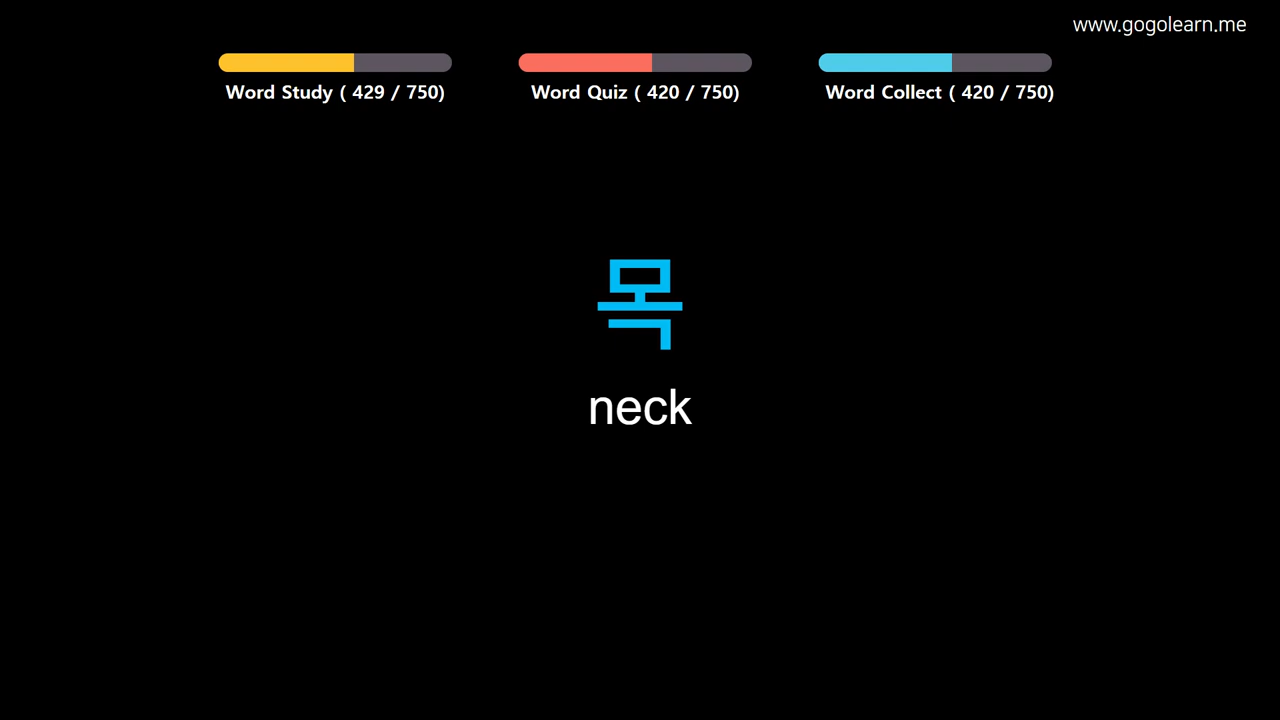 www.gogolearn.me
Word Study ( 429 / 750)
Word Quiz ( 420 / 750)
Word Collect ( 420 / 750)
목
neck